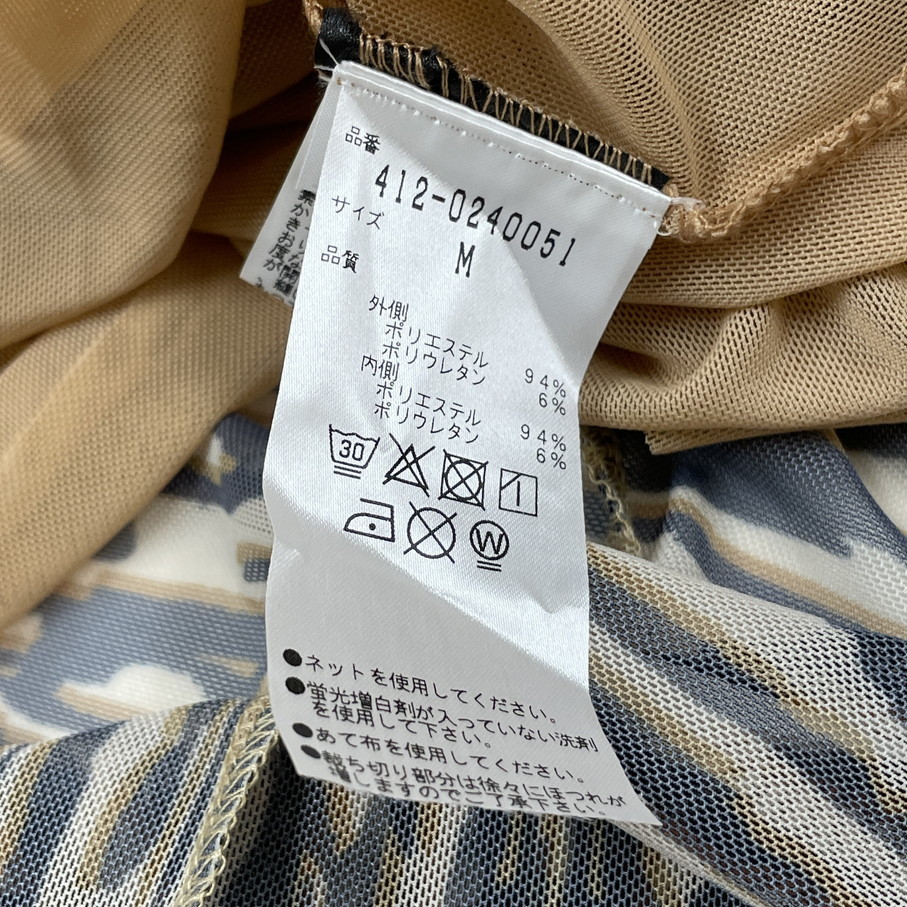 品番
412-0240051
サイズ
M
品質
外側
ポリエステル 94%
ポリウレタン 6%
内側
ポリエステル 94%
ポリウレタン 6%
30
W
●ネットを使用してください。
●蛍光増白剤が入っていない洗剤
を使用して下さい。
●あて布を使用してください。
●裁ち切り部分は徐々にほつれが
増しますのでご了承下さい。